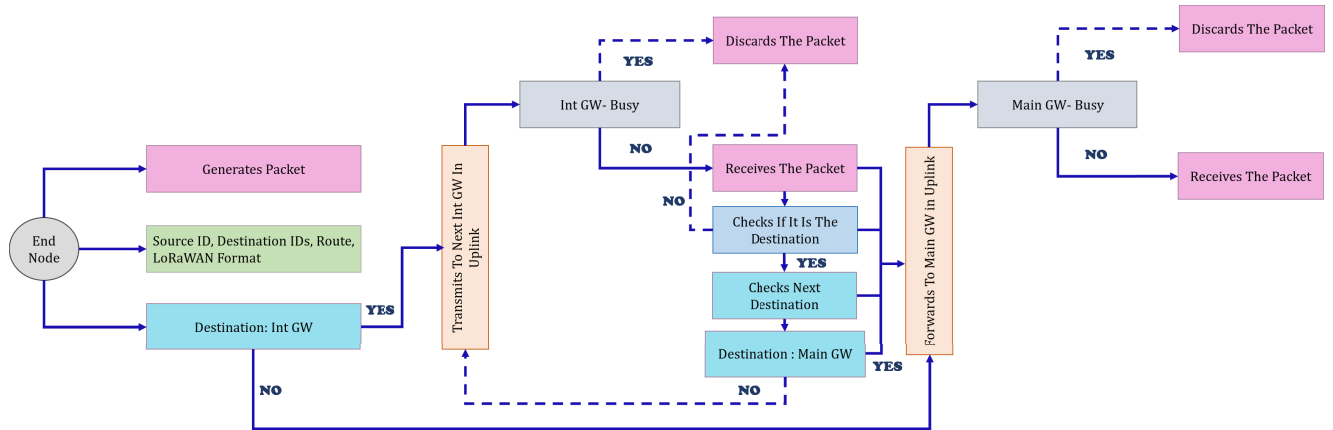 Discards The Packet
YES
Int GW- Busy
NO
Discards The Packet
YES
Main GW- Busy
NO
Generates Packet
End
Node
Source ID, Destination IDs, Route,
LoRaWAN Format
Destination: Int GW
YES
NO
Transmits To Next Int GW In
Uplink
Receives The Packet
NO
Checks If It Is The
Destination
YES
Checks Next
Destination
Destination : Main GW
YES
NO
Forwards To Main GW in Uplink
Receives The Packet